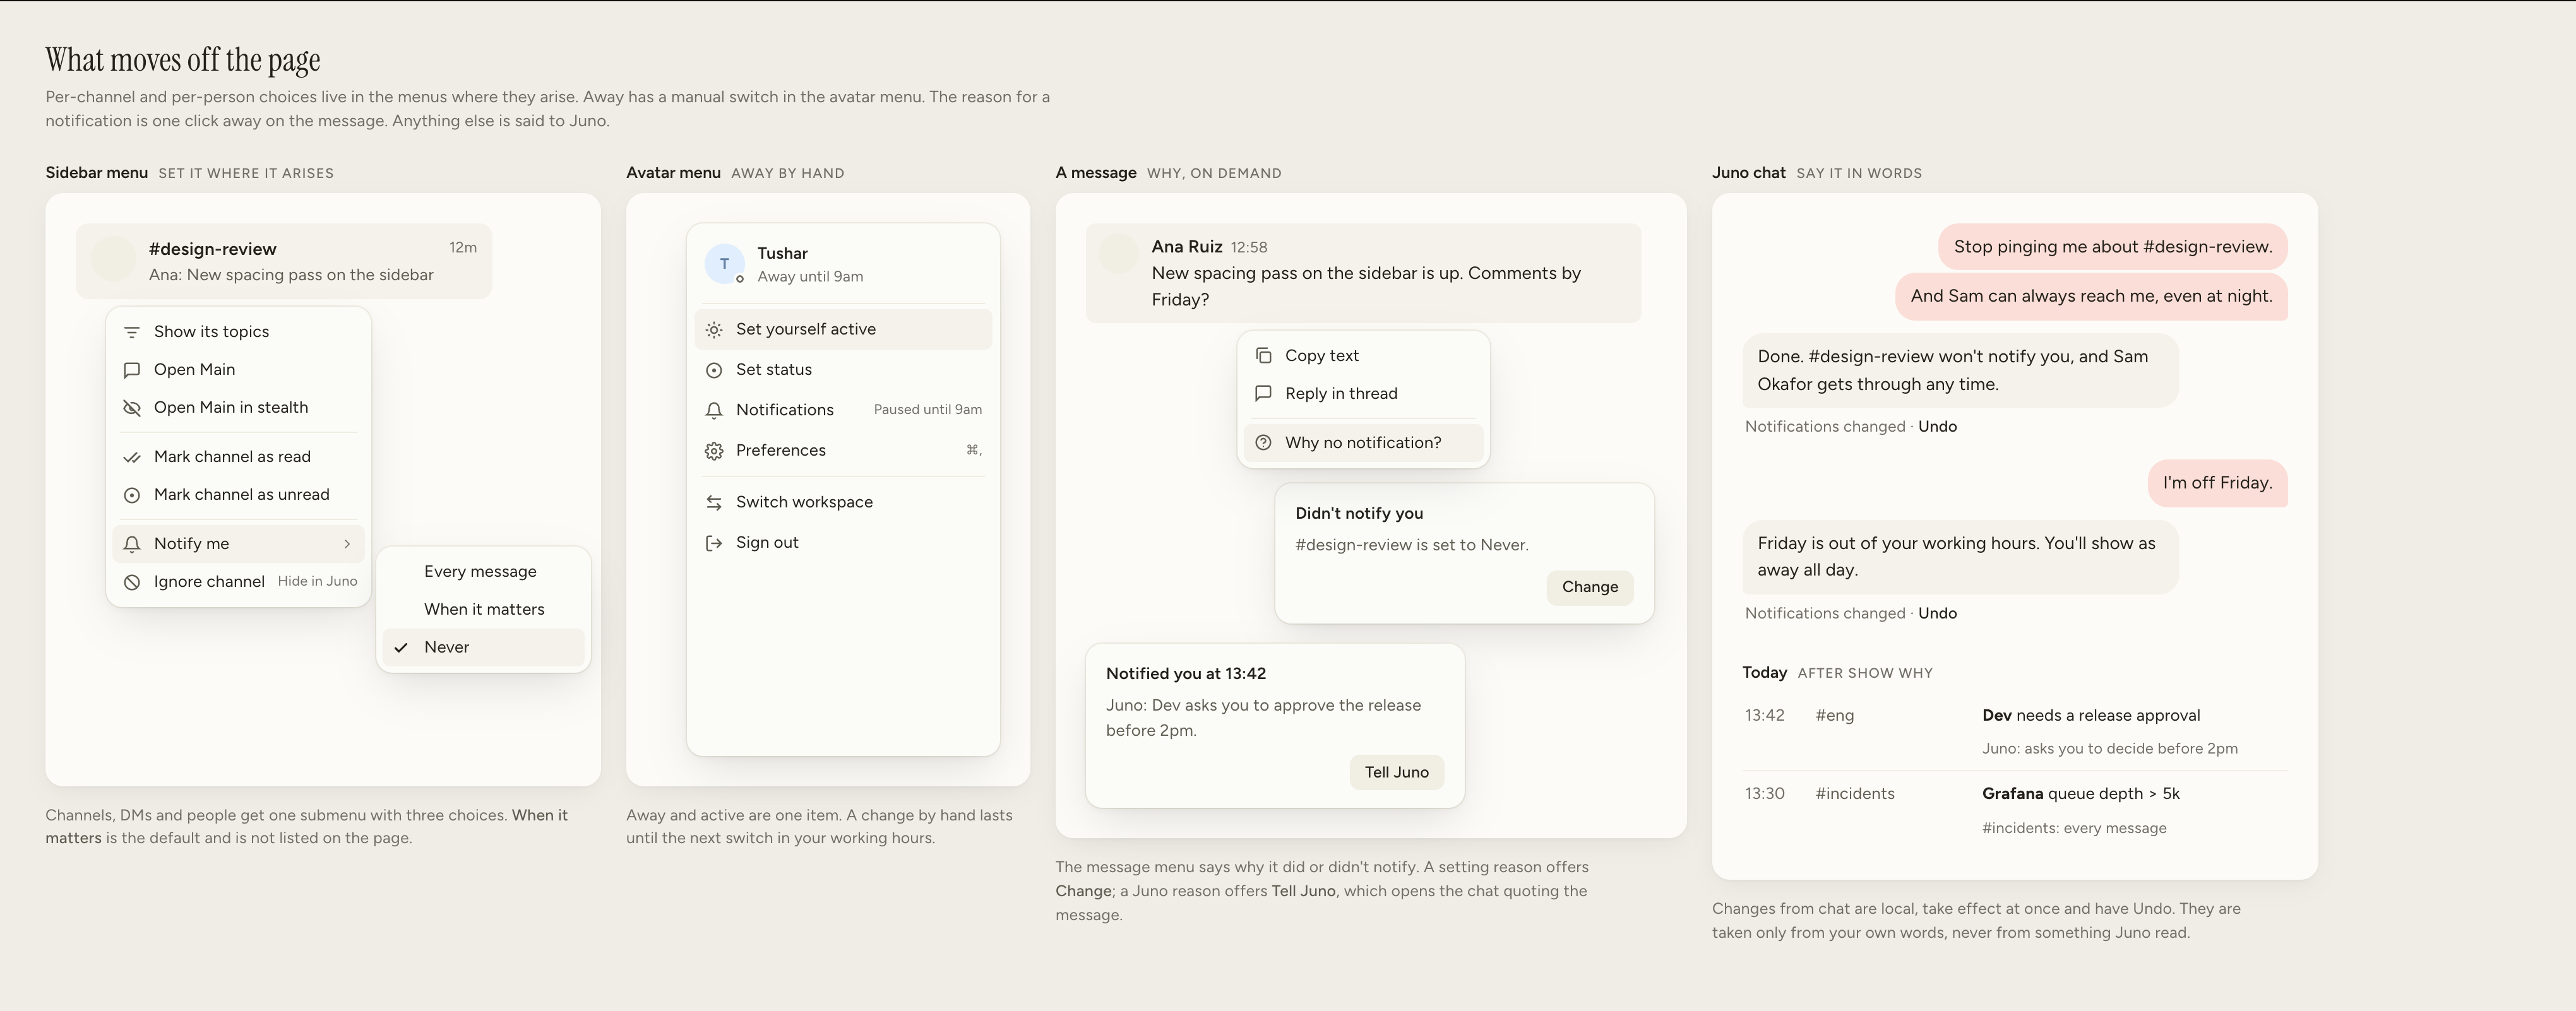 What moves off the page
Per-channel and per-person choices live in the menus where they arise. Away has a manual switch in the avatar menu. The reason for a
notification is one click away on the message. Anything else is said to Juno.
Sidebar menu SET IT WHERE IT ARISES
#design-review 12m
Ana: New spacing pass on the sidebar
Show its topics
Open Main
Open Main in stealth
Mark channel as read
Mark channel as unread
Notify me
Ignore channel Hide in Juno
Every message
When it matters
Never
Channels, DMs and people get one submenu with three choices. When it
matters is the default and is not listed on the page.
Avatar menu AWAY BY HAND
T
Tushar
Away until 9am
Set yourself active
Set status
Notifications Paused until 9am
Preferences ⌘,
Switch workspace
Sign out
Away and active are one item. A change by hand lasts
until the next switch in your working hours.
A message WHY, ON DEMAND
Ana Ruiz 12:58
New spacing pass on the sidebar is up. Comments by
Friday?
Copy text
Reply in thread
Why no notification?
Didn't notify you
#design-review is set to Never.
Change
Notified you at 13:42
Juno: Dev asks you to approve the release
before 2pm.
Tell Juno
The message menu says why it did or didn't notify. A setting reason offers
Change; a Juno reason offers Tell Juno, which opens the chat quoting the
message.
Juno chat SAY IT IN WORDS
Stop pinging me about #design-review.
And Sam can always reach me, even at night.
Done. #design-review won't notify you, and Sam
Okafor gets through any time.
Notifications changed · Undo
I'm off Friday.
Friday is out of your working hours. You'll show as
away all day.
Notifications changed · Undo
Today AFTER SHOW WHY
13:42 #eng Dev needs a release approval
Juno: asks you to decide before 2pm
13:30 #incidents Grafana queue depth > 5k
#incidents: every message
Changes from chat are local, take effect at once and have Undo. They are
taken only from your own words, never from something Juno read.